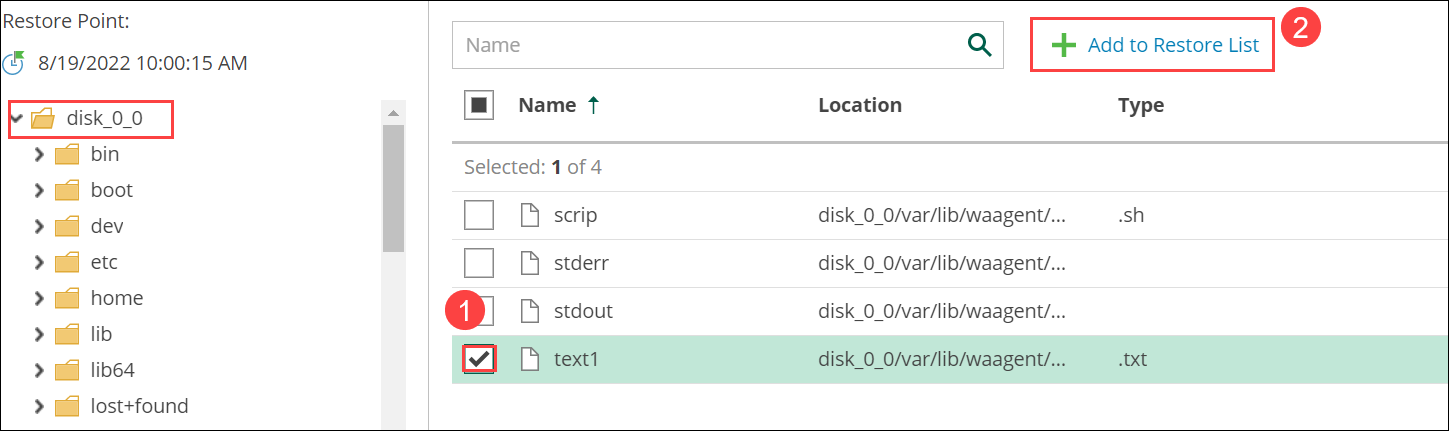 Restore Point:
8/19/2022 10:00:15 AM
disk_0_0
bin
boot
dev
etc
home
lib
lib64
lost+found
Name
Add to Restore List
2
Name Location Type
Selected: 1 of 4
scrip disk_0_0/var/lib/waagent/... .sh
stderr disk_0_0/var/lib/waagent/...
1
stdout disk_0_0/var/lib/waagent/...
text1 disk_0_0/var/lib/waagent/... .txt